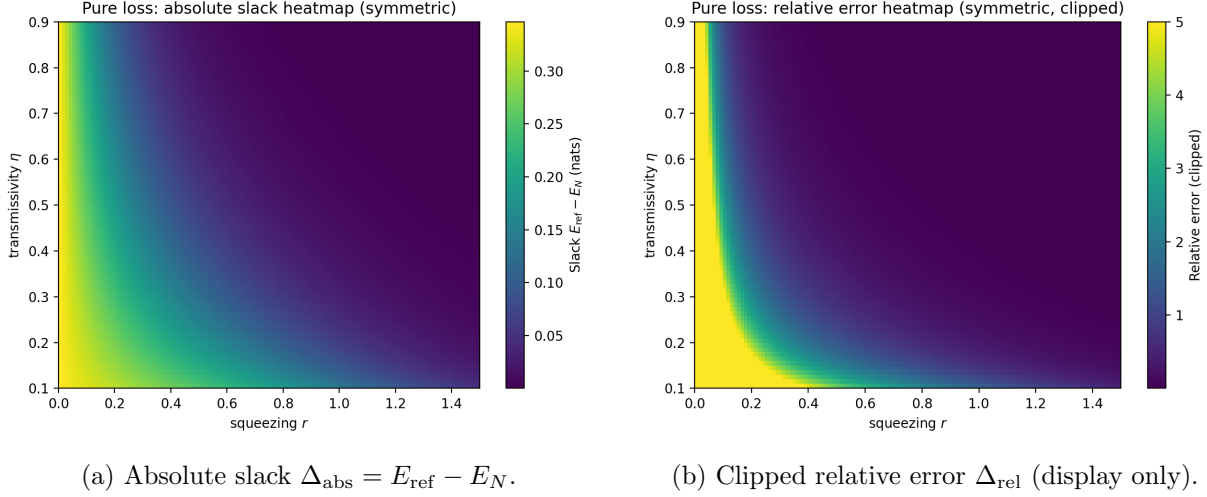 Pure loss: absolute slack heatmap (symmetric)
0.9
0.8
0.7
0.6
0.5
0.4
0.3
0.2
0.1
transmissivity η
0.0 0.2 0.4 0.6 0.8 1.0 1.2 1.4
squeezing r
0.30
0.25
0.20
0.15
0.10
0.05
Slack E_ref − E_N (nats)
Pure loss: relative error heatmap (symmetric, clipped)
0.9
0.8
0.7
0.6
0.5
0.4
0.3
0.2
0.1
transmissivity η
0.0 0.2 0.4 0.6 0.8 1.0 1.2 1.4
squeezing r
5
4
3
2
1
Relative error (clipped)
(a) Absolute slack Δ_abs = E_ref − E_N.
(b) Clipped relative error Δ_rel (display only).